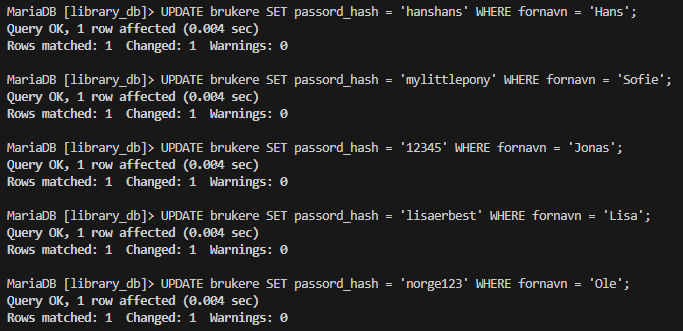 MariaDB [library_db]> UPDATE brukere SET passord_hash = 'hanshans' WHERE fornavn = 'Hans';
Query OK, 1 row affected (0.004 sec)
Rows matched: 1  Changed: 1  Warnings: 0
MariaDB [library_db]> UPDATE brukere SET passord_hash = 'mylittlepony' WHERE fornavn = 'Sofie';
Query OK, 1 row affected (0.004 sec)
Rows matched: 1  Changed: 1  Warnings: 0
MariaDB [library_db]> UPDATE brukere SET passord_hash = '12345' WHERE fornavn = 'Jonas';
Query OK, 1 row affected (0.004 sec)
Rows matched: 1  Changed: 1  Warnings: 0
MariaDB [library_db]> UPDATE brukere SET passord_hash = 'lisaerbest' WHERE fornavn = 'Lisa';
Query OK, 1 row affected (0.004 sec)
Rows matched: 1  Changed: 1  Warnings: 0
MariaDB [library_db]> UPDATE brukere SET passord_hash = 'norge123' WHERE fornavn = 'Ole';
Query OK, 1 row affected (0.004 sec)
Rows matched: 1  Changed: 1  Warnings: 0